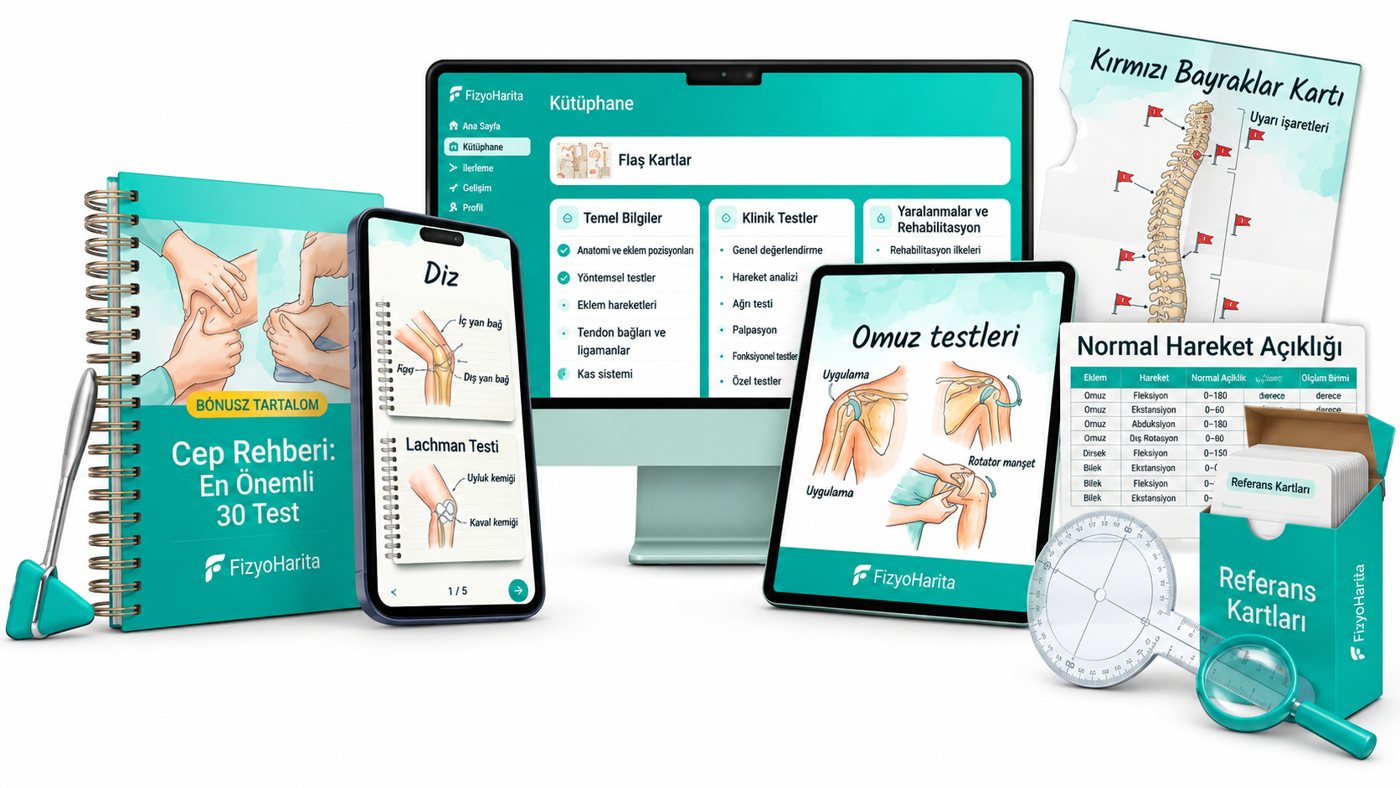 BÓNUSZ TARTALOM
Cep Rehberi:
En Önemli
30 Test
FizyoHarita
Diz
İç yan bağ
Dış yan bağ
Lachman Testi
Uyluk kemiği
Kaval kemiği
1 / 5
FizyoHarita
Ana Sayfa
Kütüphane
ilerleme
Gelişim
Profil
Kütüphane
Flaş Kartlar
Temel Bilgiler
Anatomi ve eklem pozisyonları
Yöntemsel testler
Eklem hareketleri
Tendon bağları ve
ligamanlar
Kas sistemi
Klinik Testler
Genel değerlendirme
Hareket analizi
Ağrı testi
Palpasyon
Fonksiyonel testler
Özel testler
Yaralanmalar ve
Rehabilitasyon
Rehabilitasyon ilkeleri
Omuz testleri
Uygulama
Uygulama
Rotator manşet
FizyoHarita
Kırmızı Bayraklar Kartı
Uyarı işaretleri
Normal Hareket Açıklığı
Eklem Hareket Normal Açiklik Olçüm Birimi
Omuz Fleksiyon 0–180 derece derece
Omuz Ekstansiyon 0–60 derece
Omuz Abduksiyon 0–180
Omuz Dış Rotasyon 0–90
Dirsek Fleksiyon 0–150
Bilek Ekstansiyon
Bilek Fleksiyon
Bilek Ekstansiyon
Referans Kartları
Referans
Kartları
FizyoHarita